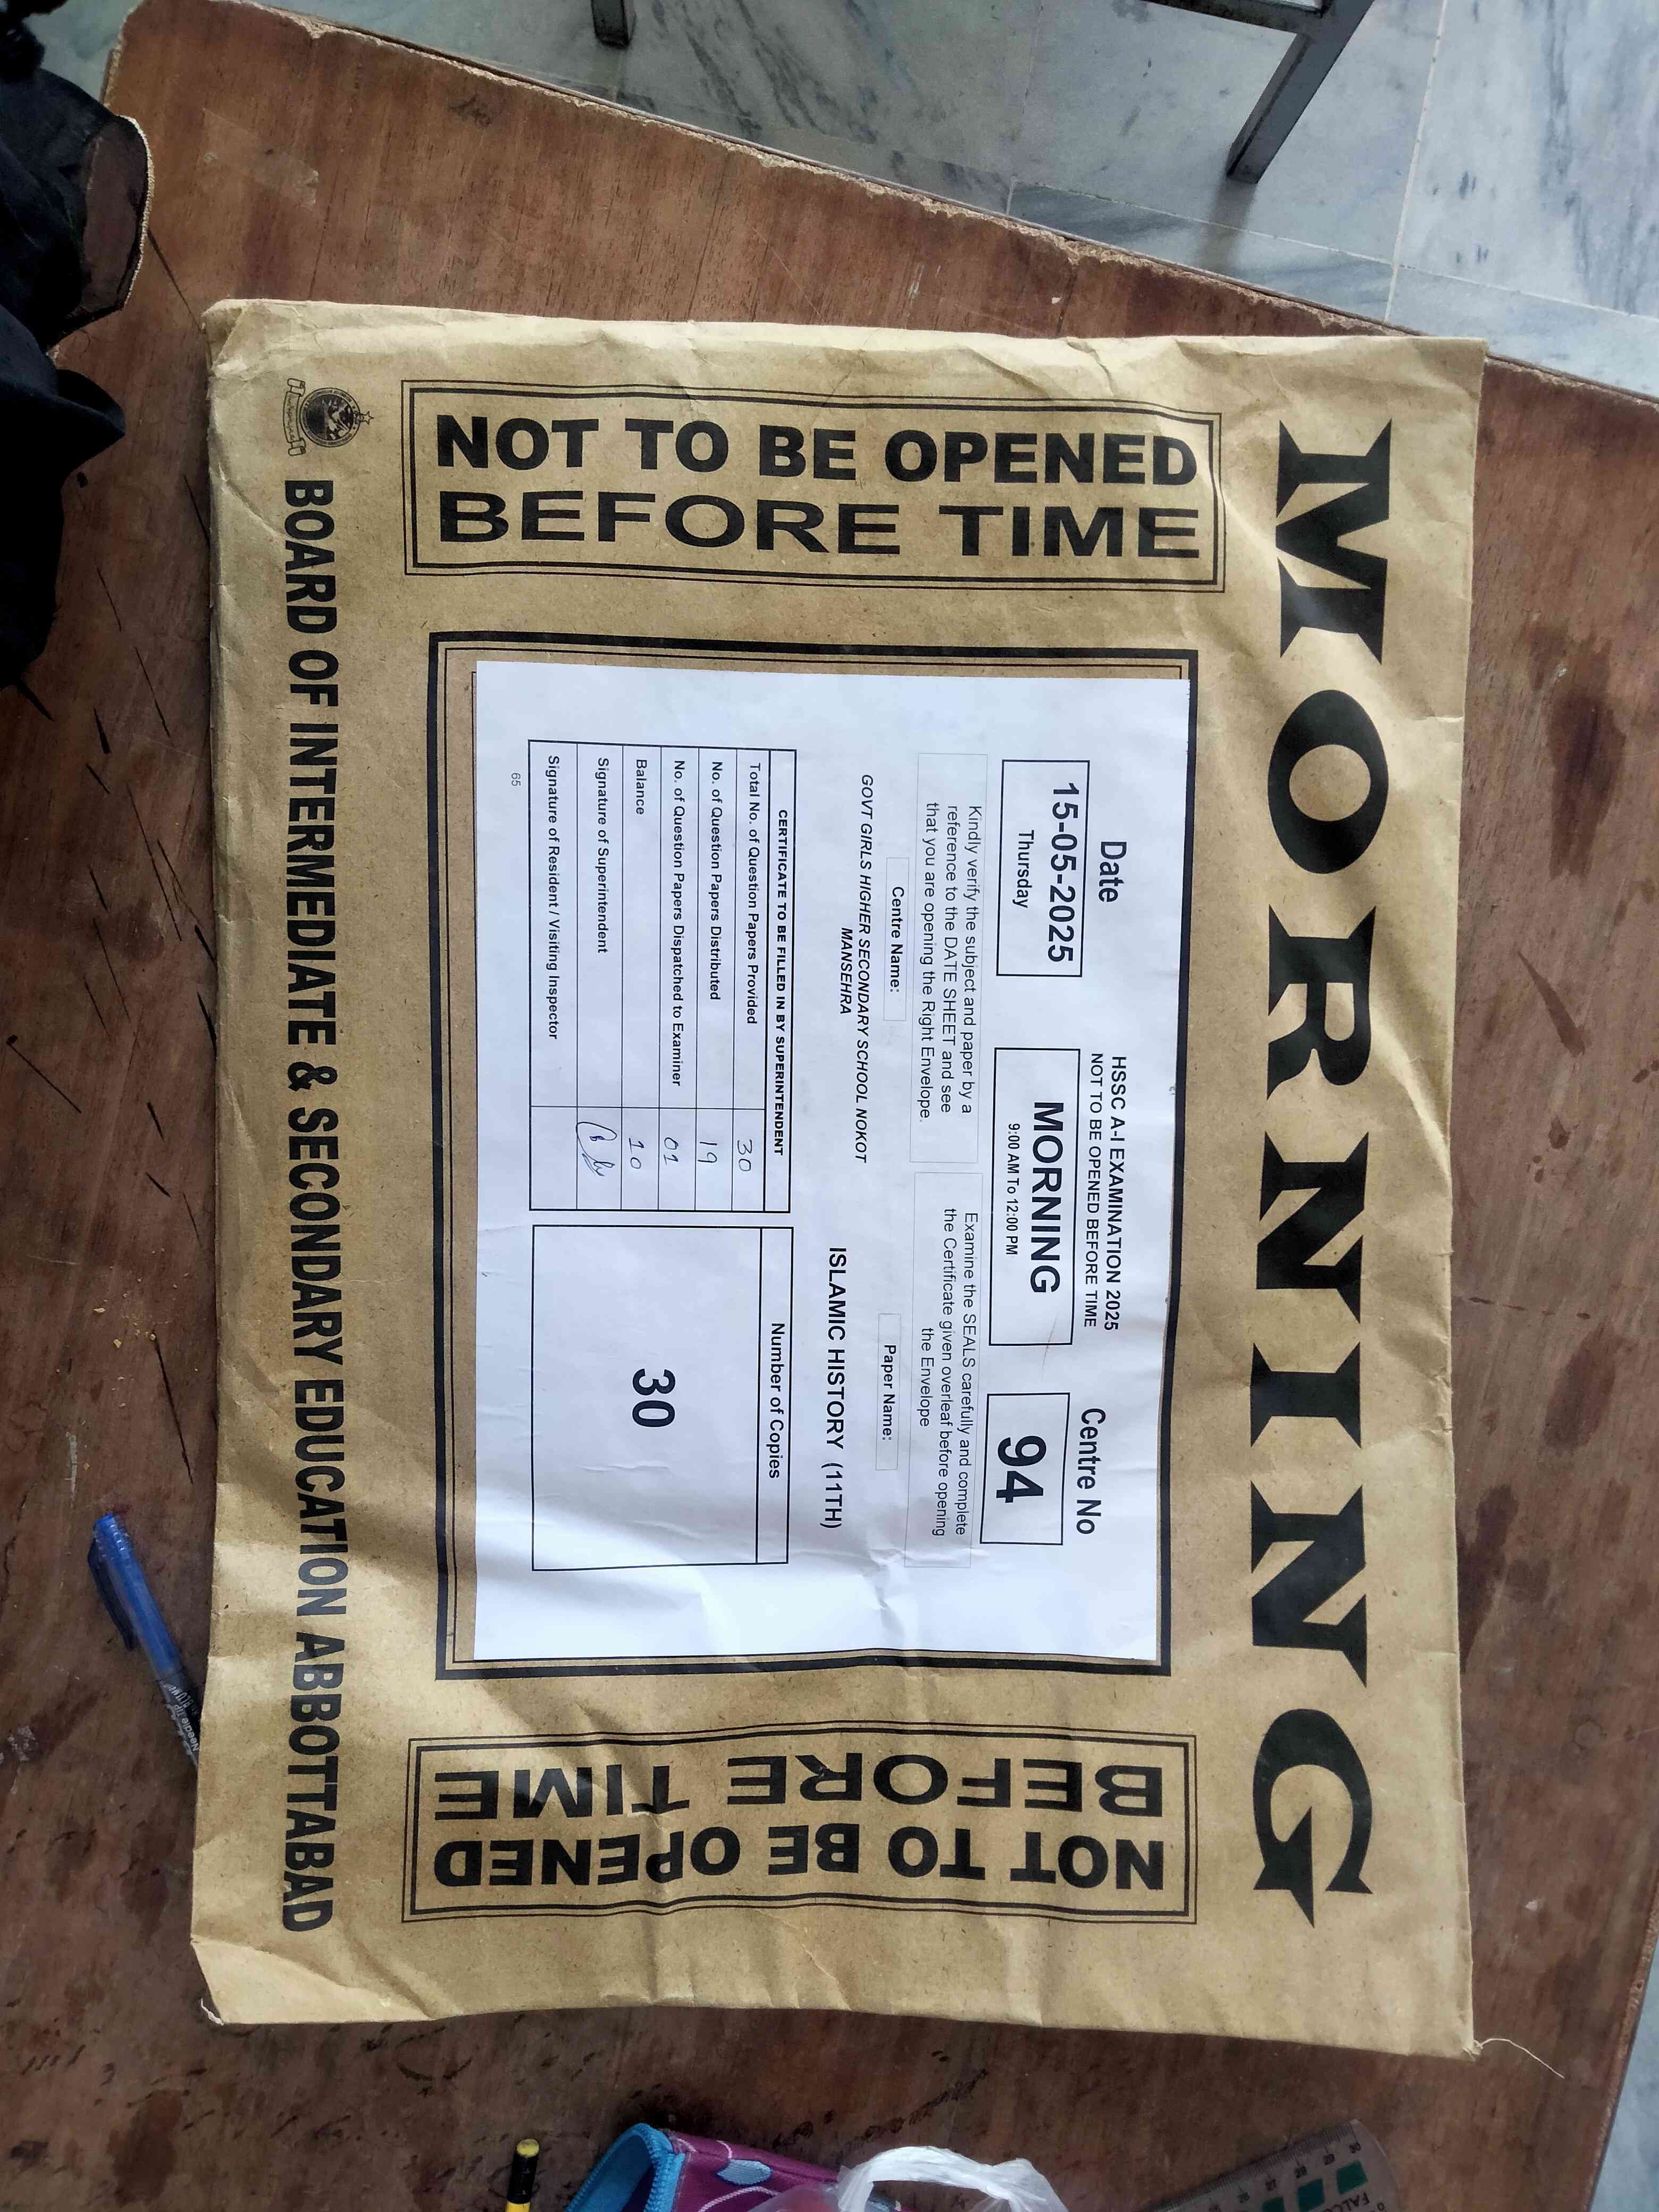 MORNING
NOT TO BE OPENED
BEFORE TIME
Date
15-05-2025
Thursday
HSSC A-I EXAMINATION 2025
NOT TO BE OPENED BEFORE TIME
MORNING
9:00 AM To 12:00 PM
Centre No
94
Kindly verify the subject and paper by a
reference to the DATE SHEET and see
that you are opening the Right Envelope.
Examine the SEALS carefully and complete
the Certificate given overleaf before opening
the Envelope
Centre Name:
GOVT GIRLS HIGHER SECONDARY SCHOOL NOKOT
MANSEHRA
Paper Name:
ISLAMIC HISTORY (11TH)
CERTIFICATE TO BE FILLED IN BY SUPERINTENDENT
Total No. of Question Papers Provided 30
No. of Question Papers Distributed 19
No. of Question Papers Dispatched to Examiner 01
Balance 10
Signature of Superintendent
Signature of Resident / Visiting Inspector
Number of Copies
30
65
NOT TO BE OPENED
BEFORE TIME
BOARD OF INTERMEDIATE & SECONDARY EDUCATION ABBOTTABAD
Needle Tip